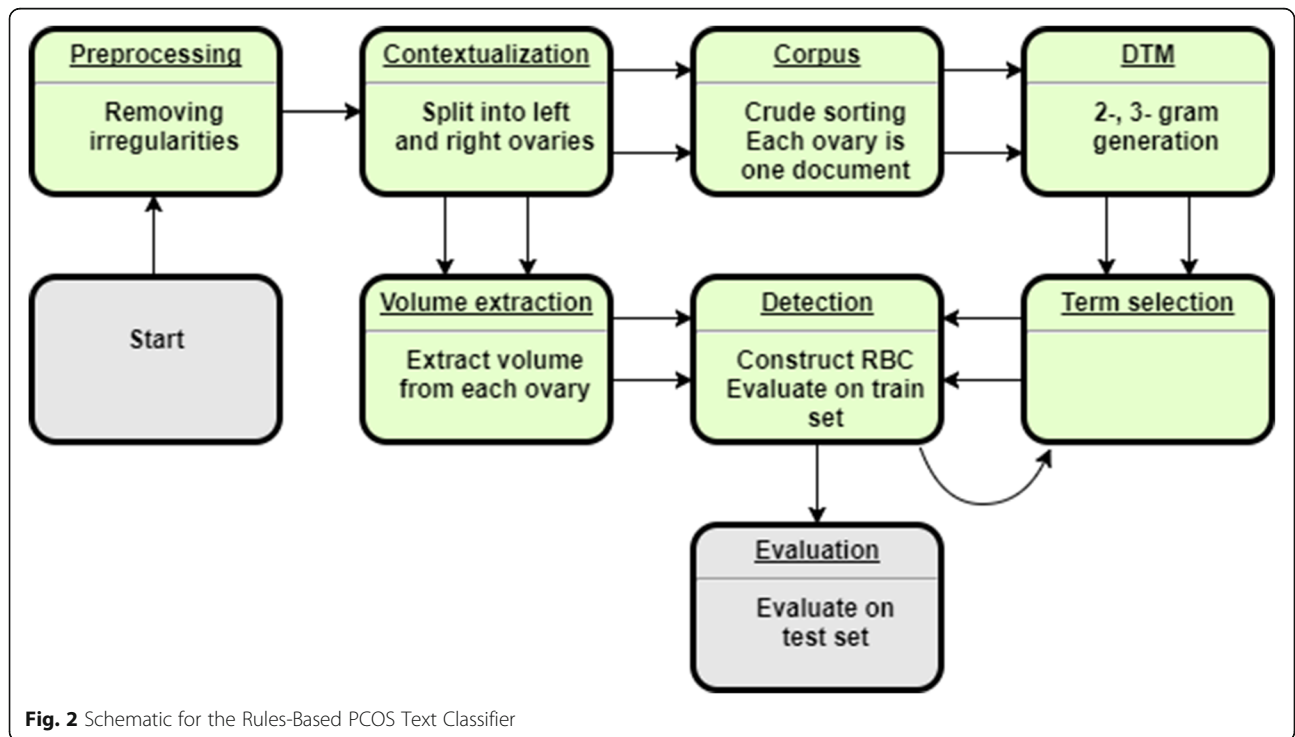 Preprocessing
Removing
irregularities
Contextualization
Split into left
and right ovaries
Corpus
Crude sorting
Each ovary is
one document
DTM
2-, 3- gram
generation
Start
Volume extraction
Extract volume
from each ovary
Detection
Construct RBC
Evaluate on train
set
Term selection
Evaluation
Evaluate on
test set
Fig. 2 Schematic for the Rules-Based PCOS Text Classifier